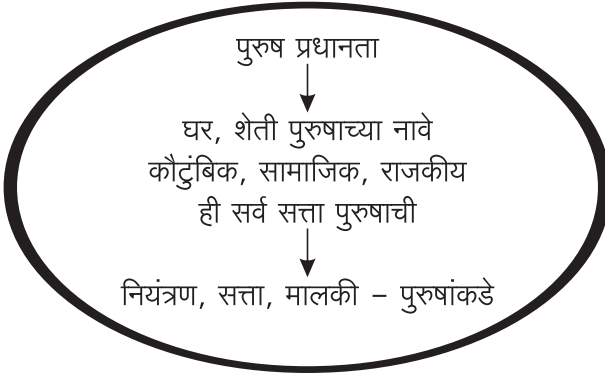 पुरुष प्रधानता
घर, शेती पुरुषाच्या नावे
कौटुंबिक, सामाजिक, राजकीय
ही सर्व सत्ता पुरुषाची
नियंत्रण, सत्ता, मालकी – पुरुषांकडे